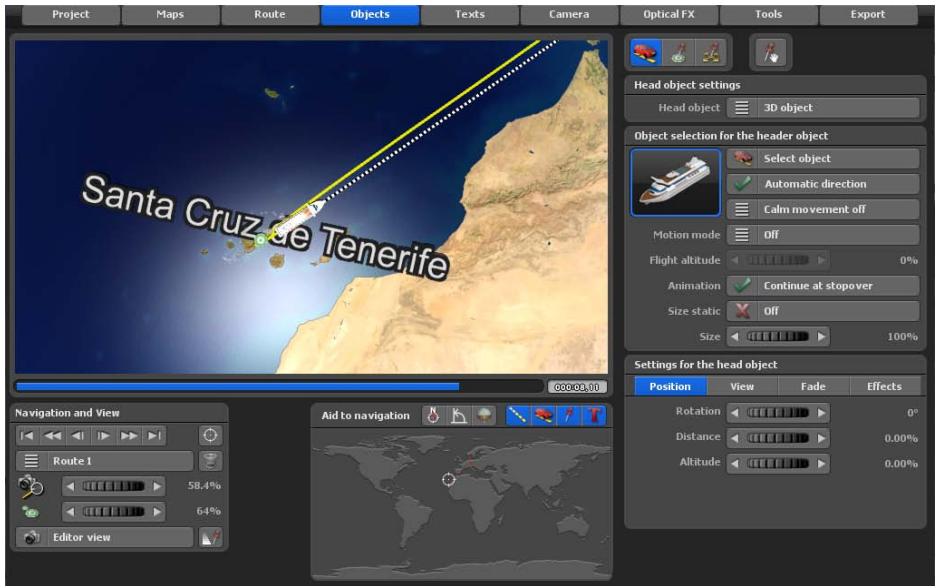 Project Maps Route Objects Texts Camera Optical FX Tools Export
Santa Cruz de Tenerife
000:08,00
Head object settings
Head object 3D object
Object selection for the header object
Select object
Automatic direction
Calm movement off
Motion mode Off
Flight altitude 0%
Animation Continue at stopover
Size static Off
Size 100%
Settings for the head object
Position View Fade Effects
Rotation 0°
Distance 0.00%
Altitude 0.00%
Navigation and View
Route 1
58.4%
64%
Editor view
Aid to navigation